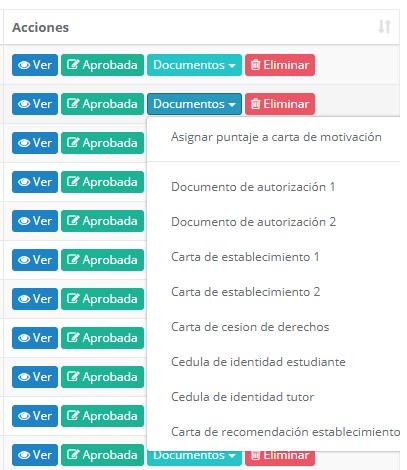 Acciones
Ver Aprobada Documentos Eliminar
Ver Aprobada Documentos Eliminar
Ver Aprobada
Asignar puntaje a carta de motivación
Ver Aprobada
Documento de autorización 1
Ver Aprobada
Documento de autorización 2
Ver Aprobada
Carta de establecimiento 1
Ver Aprobada
Carta de establecimiento 2
Ver Aprobada
Carta de cesion de derechos
Ver Aprobada
Cedula de identidad estudiante
Ver Aprobada
Cedula de identidad tutor
Carta de recomendación establecimiento
Ver Aprobada Documentos Eliminar